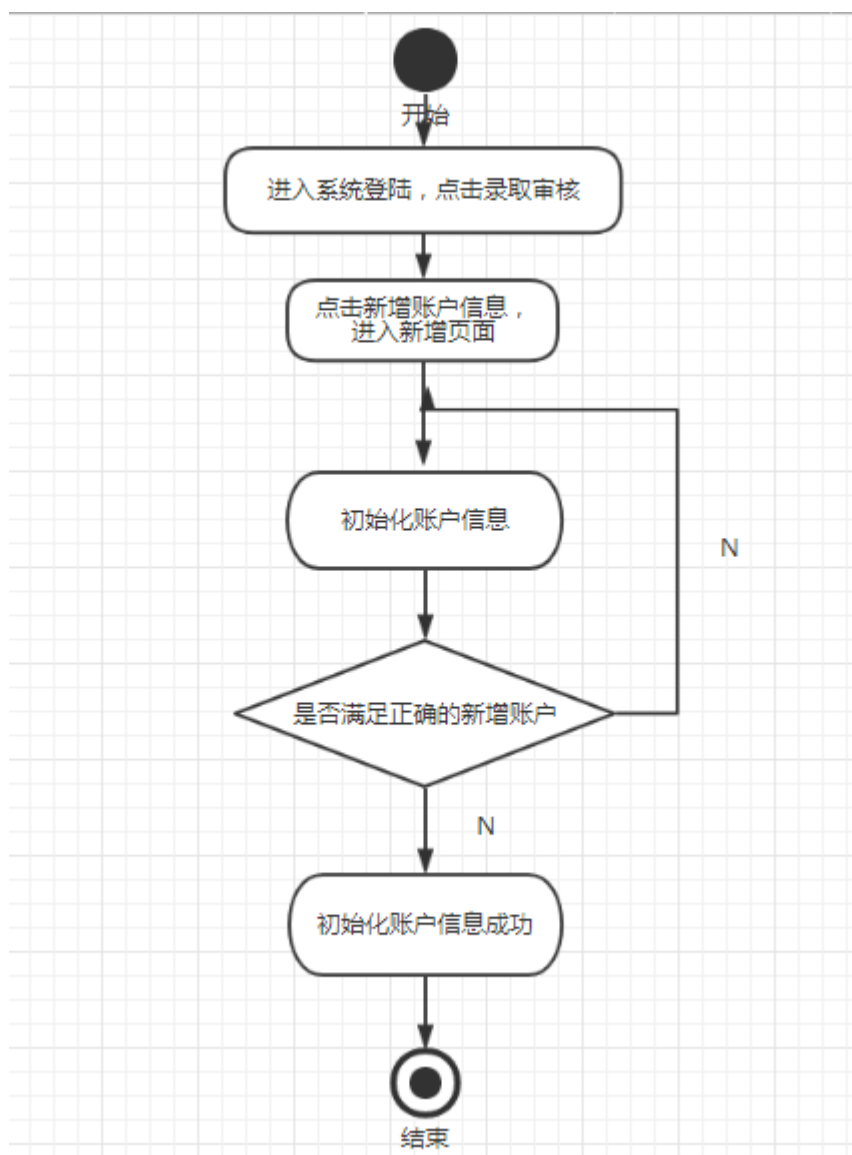 开始
进入系统登陆，点击录取审核
点击新增账户信息，
进入新增页面
初始化账户信息
N
是否满足正确的新增账户
N
初始化账户信息成功
结束